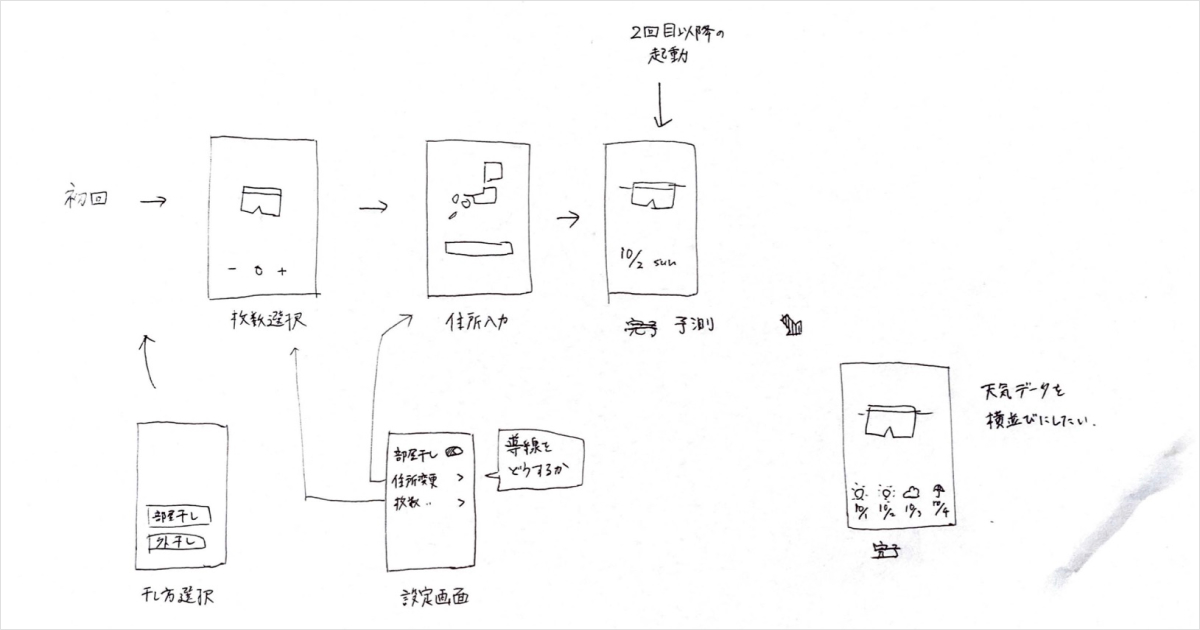 2回目以降の
起動
初回
- 0 +
枚数選択
住所入力
10/2 sun
完了 予測
部屋干し
外干し
干し方選択
部屋干し
住所変更 >
枚数‥ >
設定画面
導線を
どうするか
天気データを
横並びにしたい.
10/1 10/2 10/3 10/4
完了